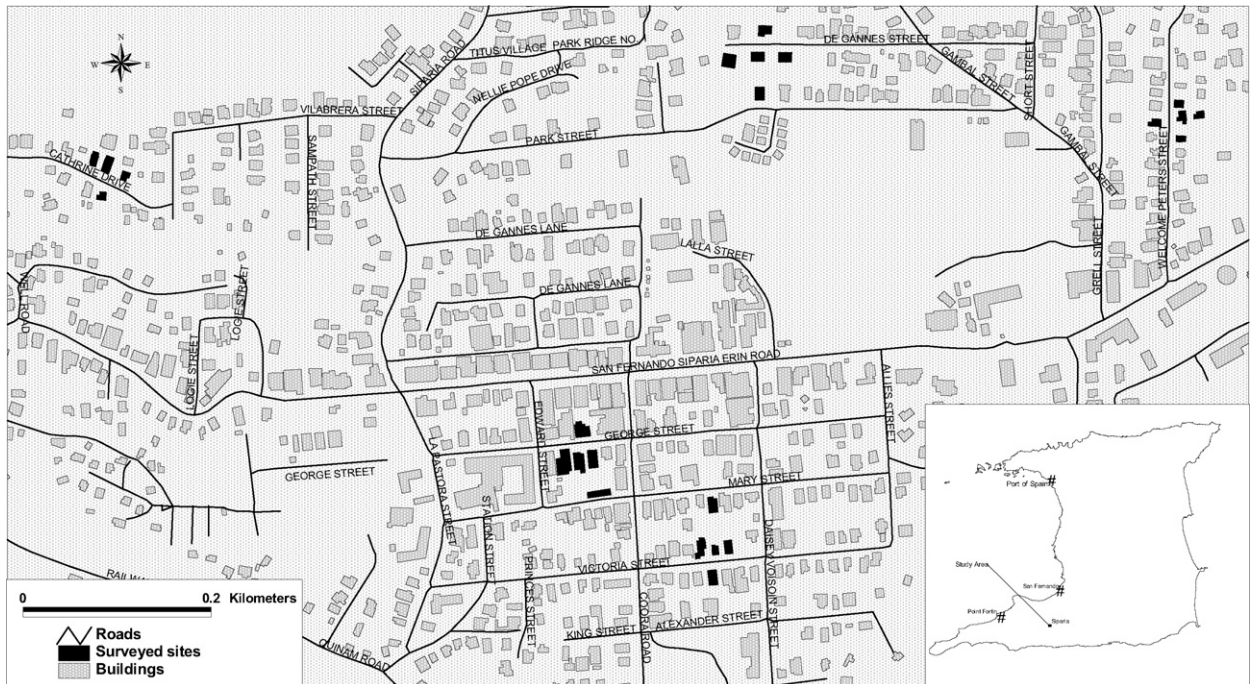 N
W E
S
TITUS VILLAGE PARK RIDGE NO
DE GANNES STREET
SIPARIA ROAD
NELLIE POPE DRIVE
GAMBAL STREET
SHORT STREET
VILABRERA STREET
PARK STREET
GAMBAL STREET
SAMPATH STREET
CATHRINE DRIVE
WELCOME PETERS STREET
DE GANNES LANE
LALLA STREET
GRELL STREET
WELL ROAD
LOGIE STREET
DE GANNES LANE
LOGIE STREET
SAN FERNANDO SIPARIA ERIN ROAD
ALLIES STREET
EDWARD STREET
GEORGE STREET
LA PASTORA STREET
GEORGE STREET
MARY STREET
STATION STREET
DAISEY VOISIN STREET
VICTORIA STREET
PRINCES STREET
COORA ROAD
ALEXANDER STREET
KING STREET
QUINAM ROAD
0 0.2 Kilometers
Roads
Surveyed sites
Buildings
Port of Spain #
Study Area
San Fernando #
Point Fortin #
Siparia